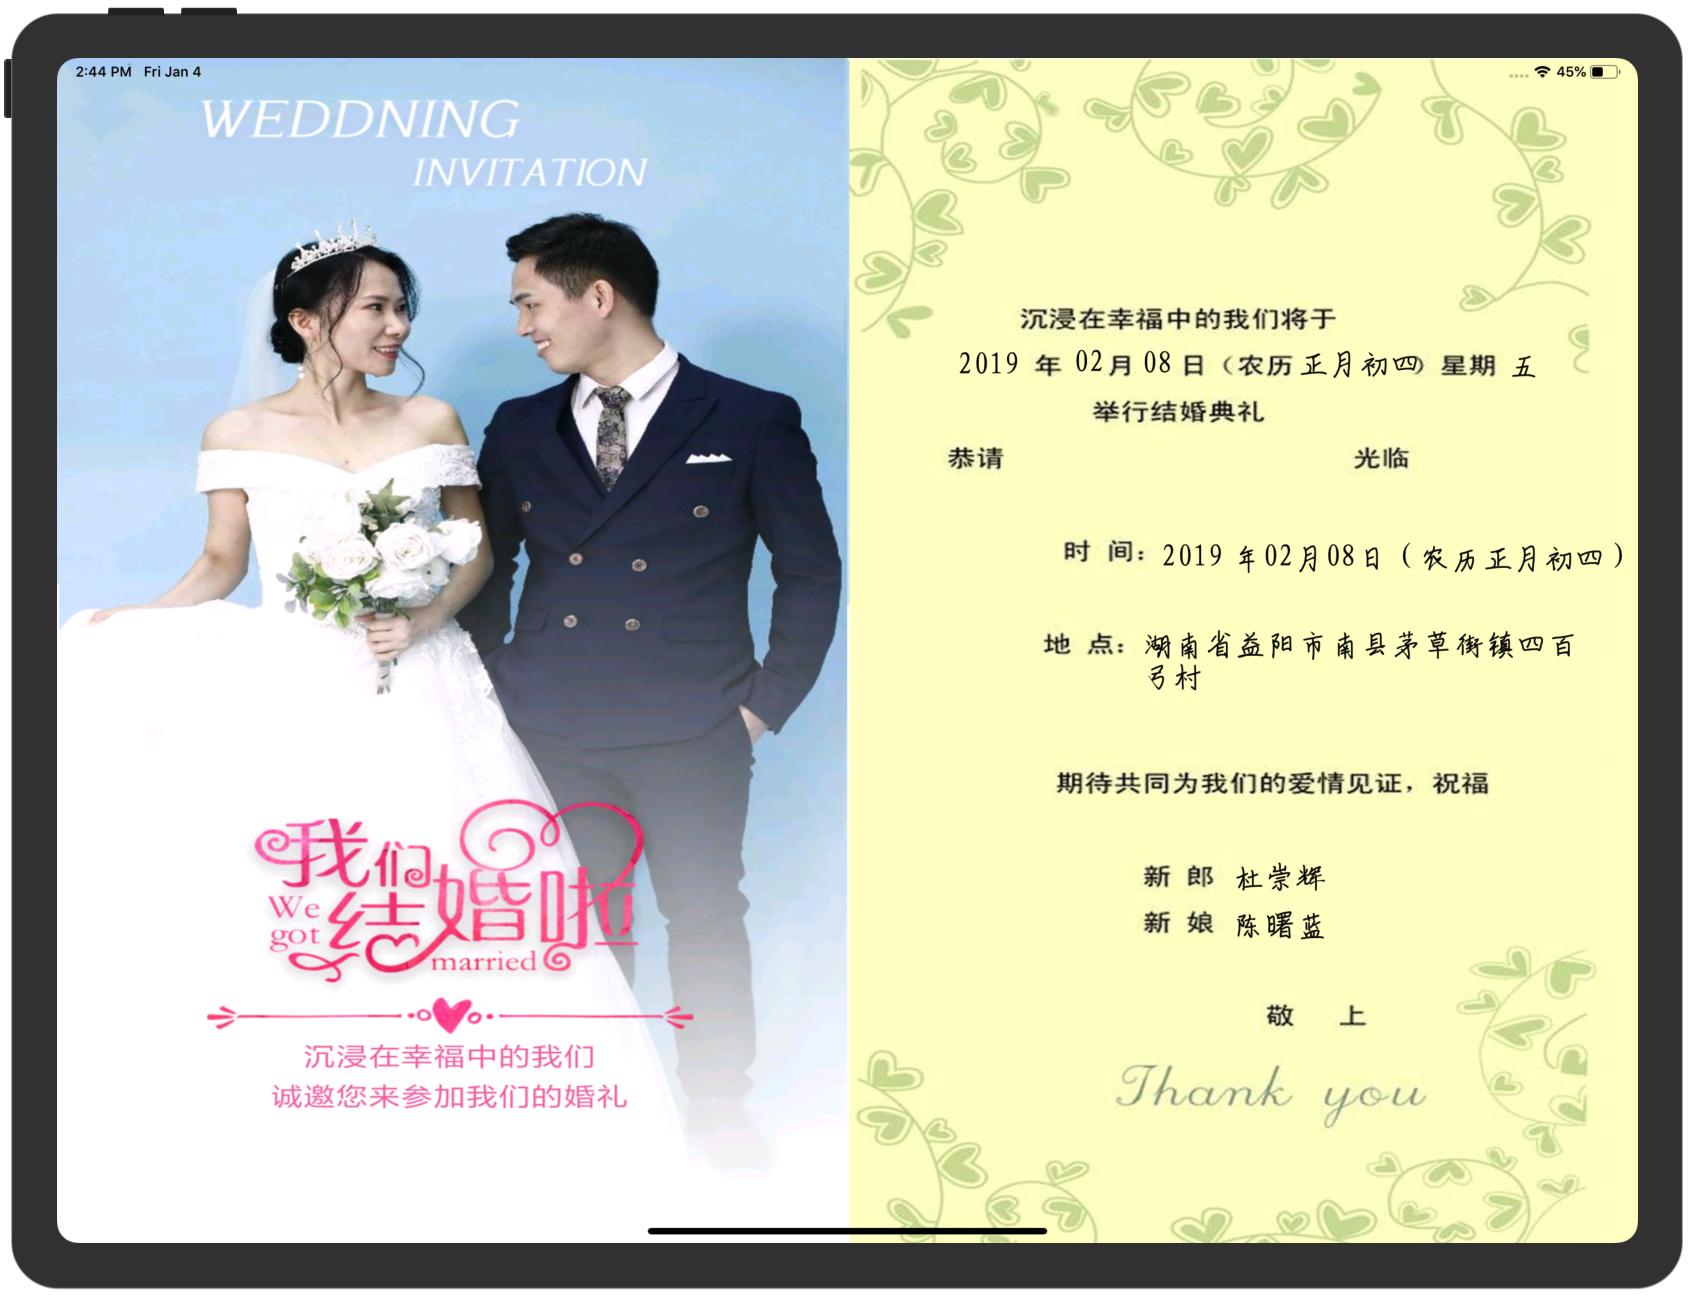 2:44 PM Fri Jan 4
45%
WEDDNING
INVITATION
我们
结婚啦
We
got
married
沉浸在幸福中的我们
诚邀您来参加我们的婚礼
沉浸在幸福中的我们将于
2019 年 02月 08 日（农历 正月初四）星期 五
举行结婚典礼
恭请 光临
时 间：2019 年02月08日（农历正月初四）
地 点：湖南省益阳市南县茅草街镇四百
弓村
期待共同为我们的爱情见证，祝福
新 郎 杜崇辉
新 娘 陈曙蓝
敬 上
Thank you